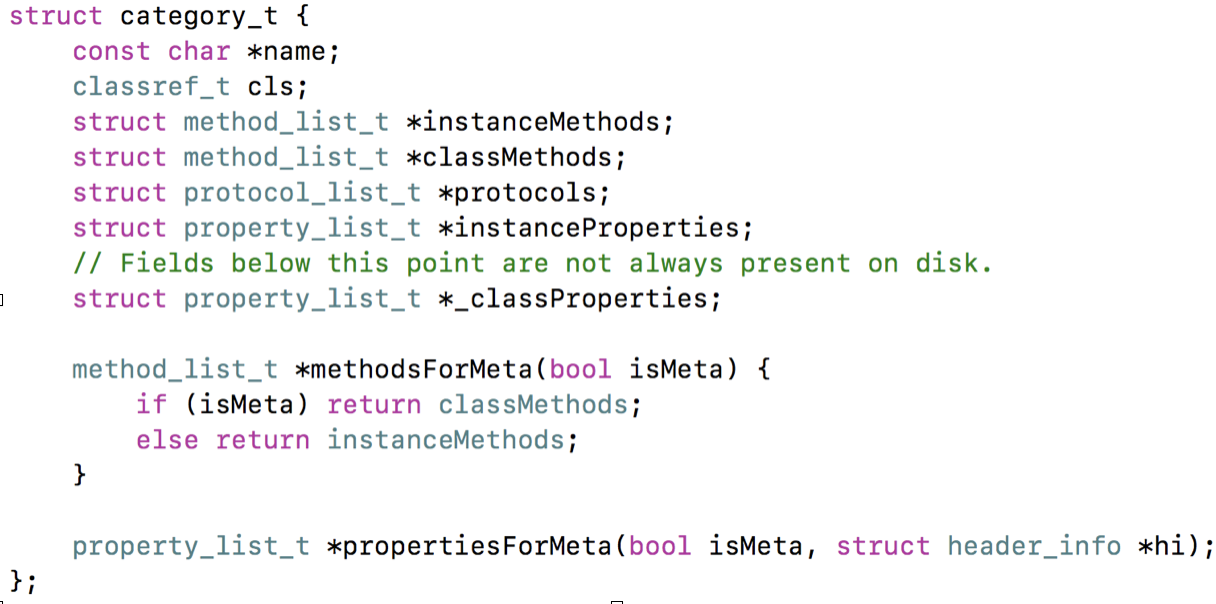 struct category_t {
    const char *name;
    classref_t cls;
    struct method_list_t *instanceMethods;
    struct method_list_t *classMethods;
    struct protocol_list_t *protocols;
    struct property_list_t *instanceProperties;
    // Fields below this point are not always present on disk.
    struct property_list_t *_classProperties;

    method_list_t *methodsForMeta(bool isMeta) {
        if (isMeta) return classMethods;
        else return instanceMethods;
    }

    property_list_t *propertiesForMeta(bool isMeta, struct header_info *hi);
};